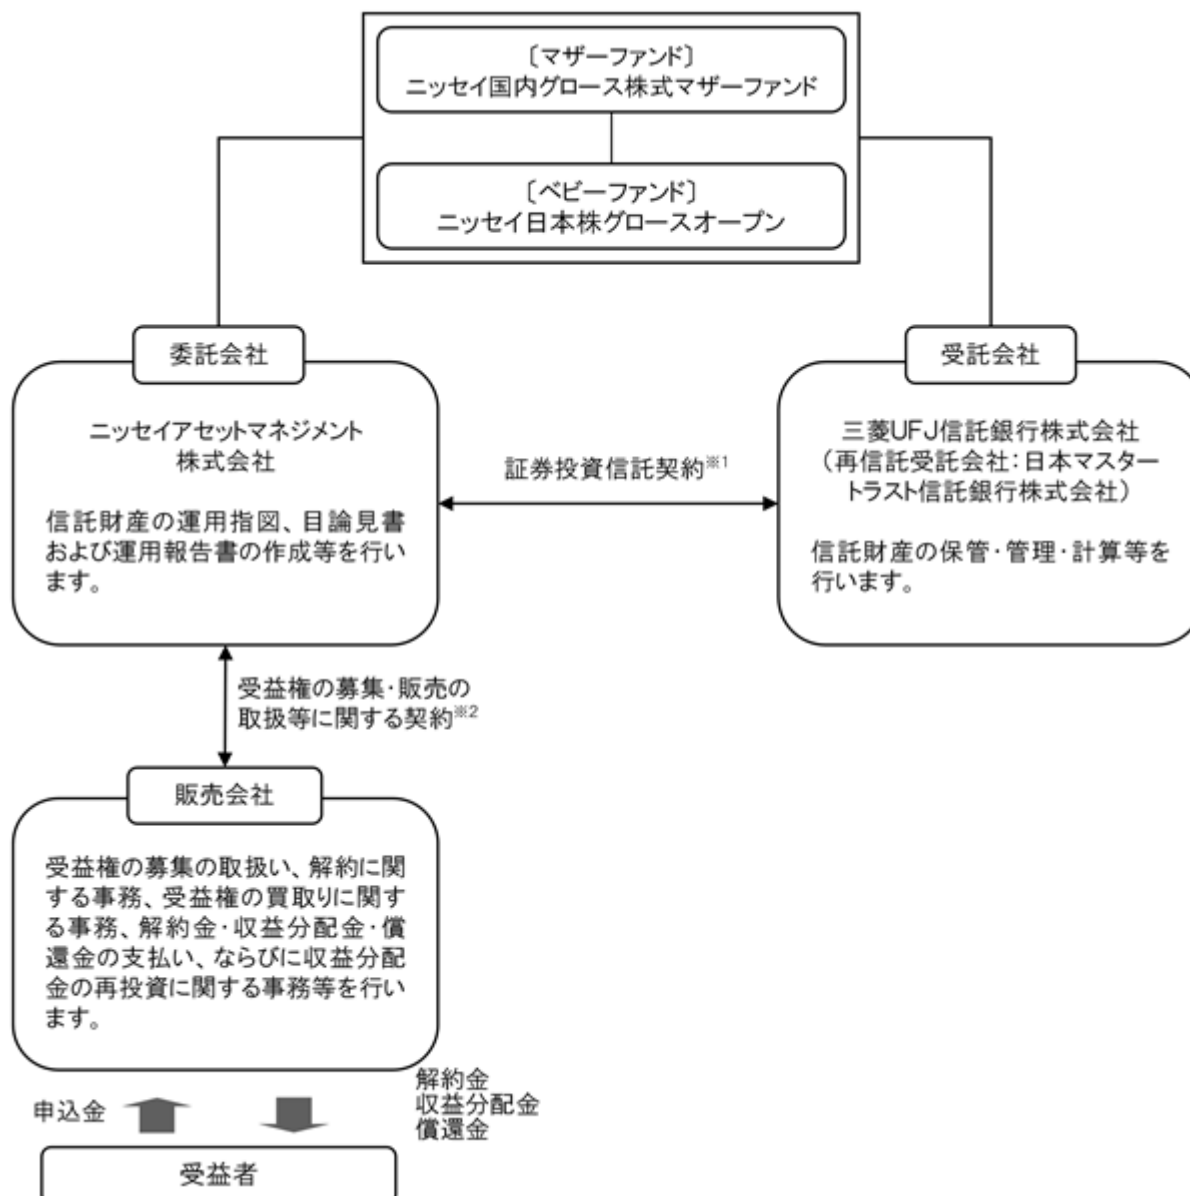 〔マザーファンド〕
ニッセイ国内グロース株式マザーファンド
〔ベビーファンド〕
ニッセイ日本株グロースオープン
委託会社
ニッセイアセットマネジメント
株式会社
信託財産の運用指図、目論見書
および運用報告書の作成等を行い
ます。
証券投資信託契約※1
受託会社
三菱UFJ信託銀行株式会社
（再信託受託会社：日本マスター
トラスト信託銀行株式会社）
信託財産の保管・管理・計算等を
行います。
受益権の募集・販売の
取扱等に関する契約※2
販売会社
受益権の募集の取扱い、解約に関
する事務、受益権の買取りに関す
る事務、解約金・収益分配金・償
還金の支払い、ならびに収益分配
金の再投資に関する事務等を行い
ます。
申込金
解約金
収益分配金
償還金
受益者